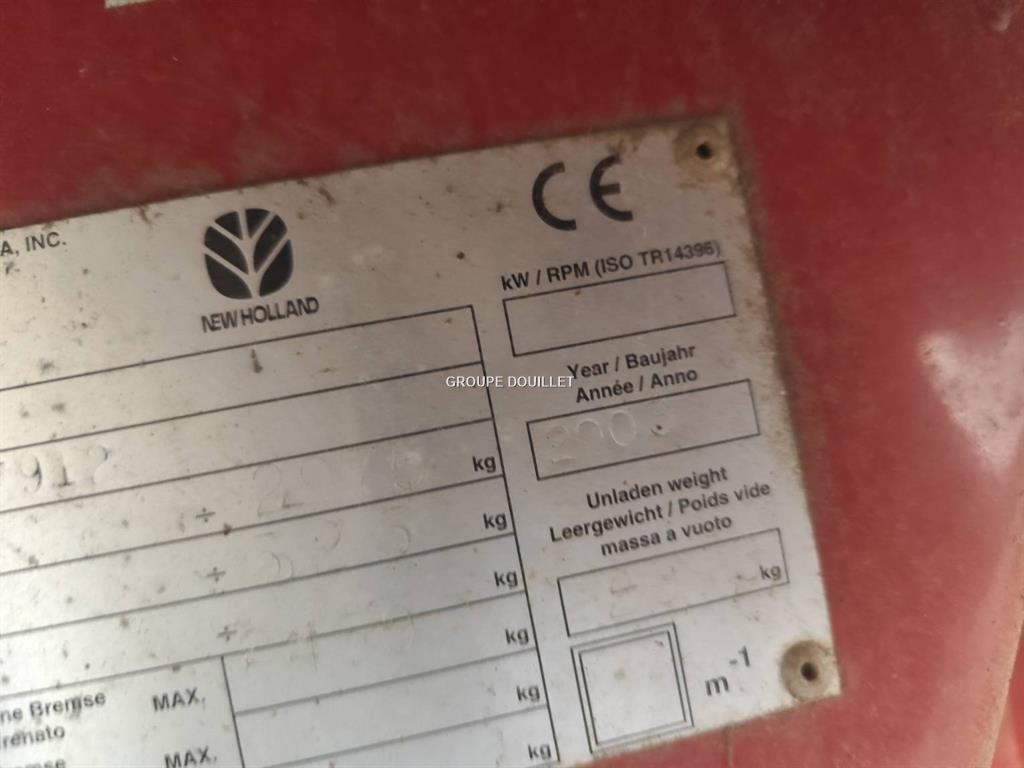 A, INC.
NEW HOLLAND
CE
kW / RPM (ISO TR14396)
Year / Baujahr
Année / Anno
GROUPE DOUILLET
kg
÷
kg
Unladen weight
Leergewicht / Poids vide
massa a vuoto
÷
kg
kg
÷
kg
m-1
ne Bremse MAX.
renato
kg
MAX.
kg